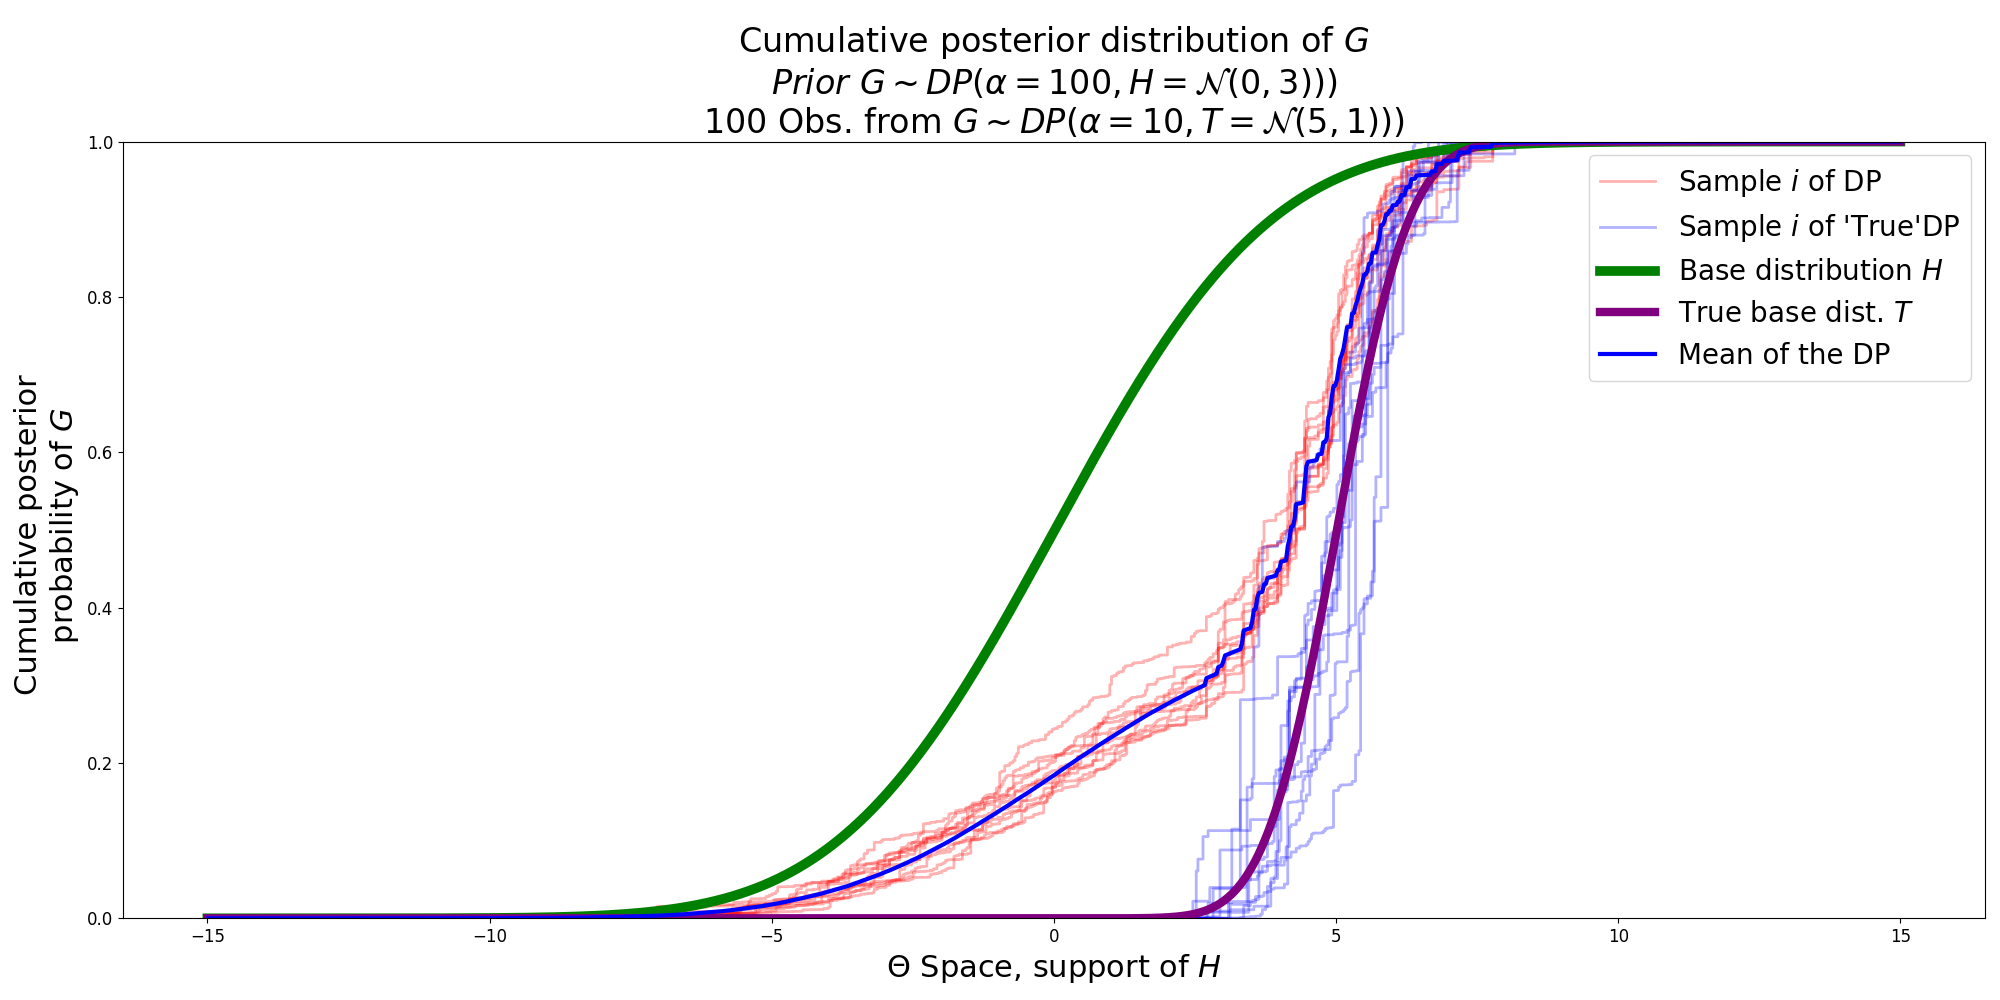 Cumulative posterior distribution of G
Prior G ∼ DP(α = 100, H = 𝒩(0, 3)))
100 Obs. from G ∼ DP(α = 10, T = 𝒩(5, 1)))
1.0
0.8
0.6
0.4
0.2
0.0
Cumulative posterior
probability of G
Sample i of DP
Sample i of 'True'DP
Base distribution H
True base dist. T
Mean of the DP
−15
−10
−5
0
5
10
15
Θ Space, support of H